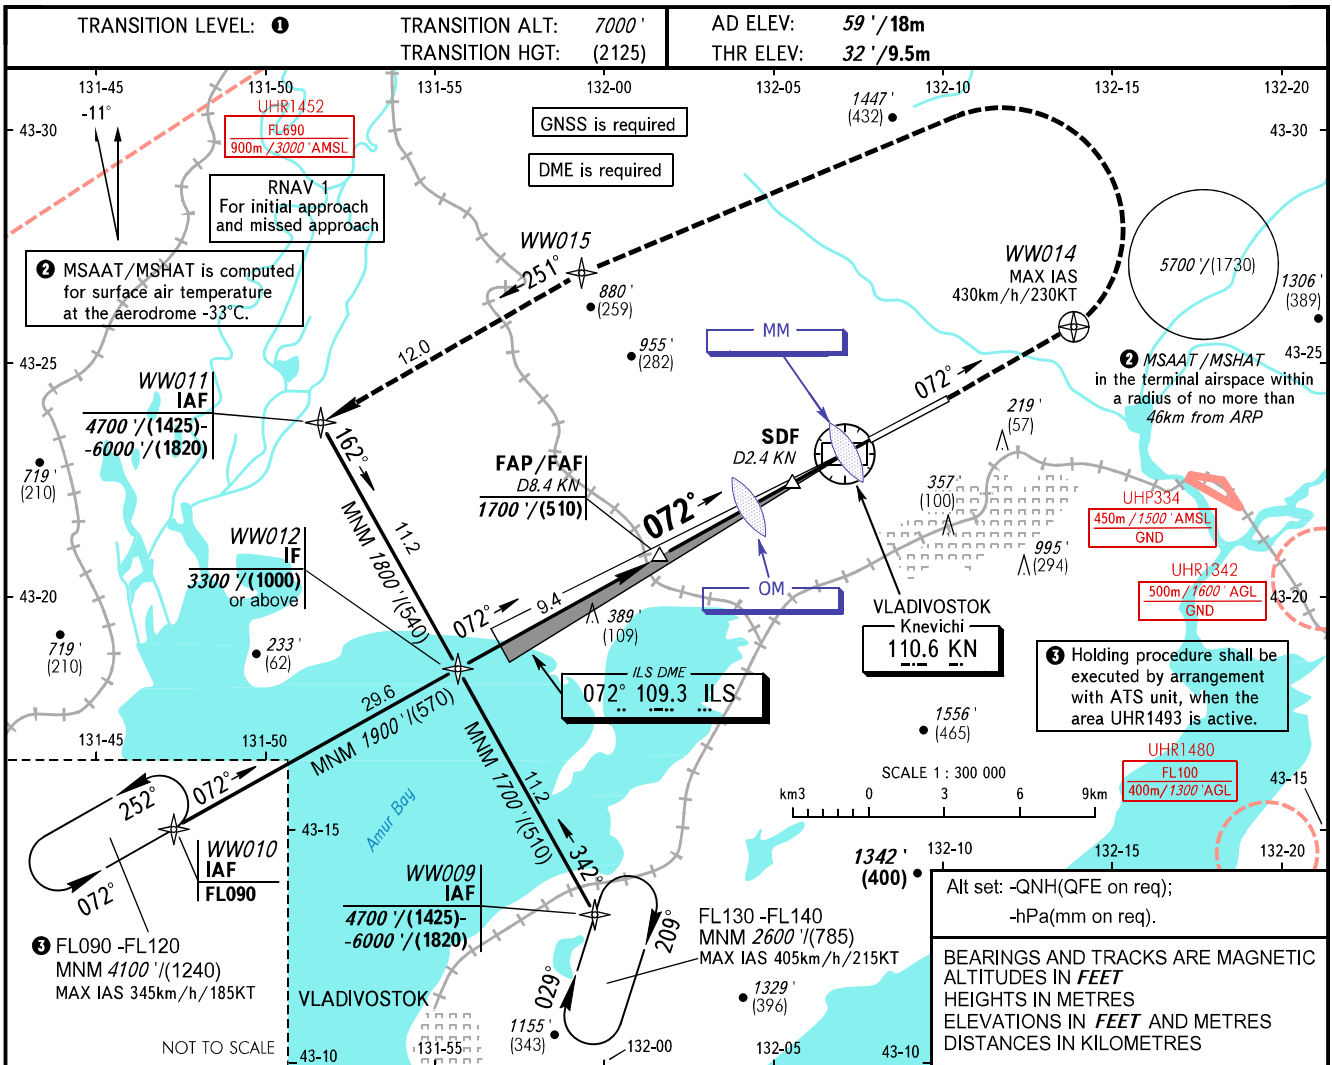 TRANSITION LEVEL: ❶
TRANSITION ALT: 7000 '
TRANSITION HGT: (2125)
AD ELEV: 59 '/18m
THR ELEV: 32 '/9.5m
131-45
131-50
131-55
132-00
132-05
132-10
132-15
132-20
-11°
43-30
UHR1452
FL690
900m /3000 'AMSL
GNSS is required
DME is required
1447 '
(432)
43-30
RNAV 1
For initial approach
and missed approach
❷ MSAAT/MSHAT is computed
for surface air temperature
at the aerodrome -33°C.
WW015
251°
880 '
(259)
955 '
(282)
12.0
WW014
MAX IAS
430km/h/230KT
5700 '/(1730)
1306 '
(389)
43-25
43-25
❷ MSAAT/MSHAT
in the terminal airspace within
a radius of no more than
46km from ARP
MM
072°
WW011
IAF
4700 '/(1425)-
-6000 '/(1820)
162°
719 '
(210)
SDF
D2.4 KN
219 '
(57)
FAP/FAF
D8.4 KN
1700 '/(510)
072°
357 '
(100)
UHP334
450m /1500 'AMSL
GND
MNM 1800 '/(540)
11.2
WW012
IF
3300 '/(1000)
or above
995 '
(294)
UHR1342
500m /1600 'AGL
GND
43-20
43-20
OM
9.4
072°
389 '
(109)
VLADIVOSTOK
Knevichi
110.6 KN
719 '
(210)
233 '
(62)
ILS DME
072° 109.3 ILS
❸ Holding procedure shall be
executed by arrangement
with ATS unit, when the
area UHR1493 is active.
29.6
MNM 1900 '/(570)
1556 '
(465)
131-45
131-50
MNM 1700 '/(510)
11.2
UHR1480
FL100
400m/1300 'AGL
43-15
SCALE 1 : 300 000
km3 0 3 6 9km
252°
072°
072°
WW010
IAF
FL090
43-15
Amur Bay
342°
WW009
IAF
4700 '/(1425)-
-6000 '/(1820)
1342 '
(400)
132-10
132-15
132-20
209°
029°
FL130 -FL140
MNM 2600 '/(785)
MAX IAS 405km/h/215KT
❸ FL090 -FL120
MNM 4100 '/(1240)
MAX IAS 345km/h/185KT
VLADIVOSTOK
1329 '
(396)
1155 '
(343)
NOT TO SCALE
43-10
131-55
132-00
132-05
43-10
Alt set: -QNH(QFE on req);
-hPa(mm on req).
BEARINGS AND TRACKS ARE MAGNETIC
ALTITUDES IN FEET
HEIGHTS IN METRES
ELEVATIONS IN FEET AND METRES
DISTANCES IN KILOMETRES